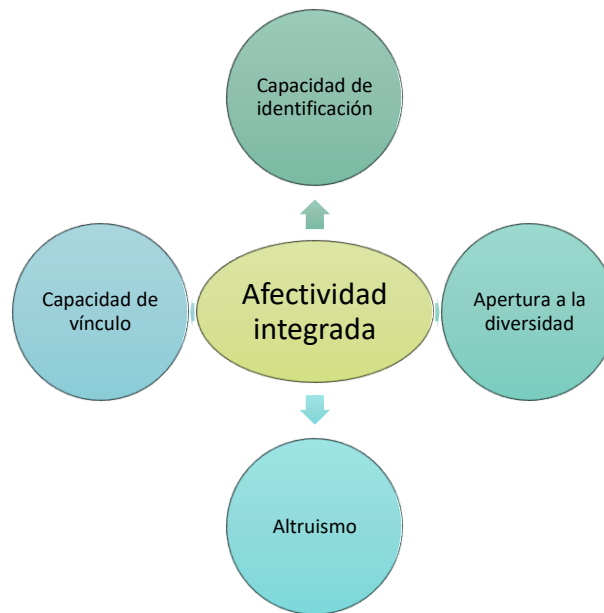 Capacidad de
identificación
Capacidad de
vínculo
Afectividad
integrada
Apertura a la
diversidad
Altruismo